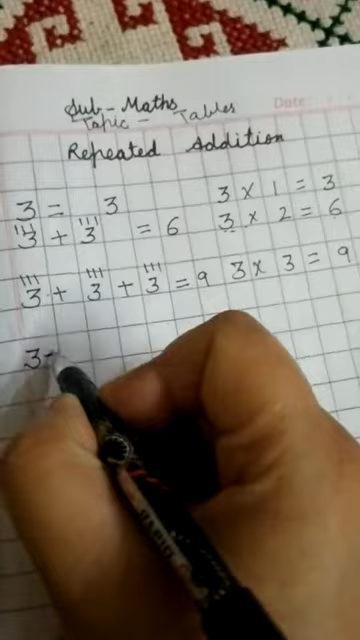 Sub - Maths
Date:
Topic - Tables
Repeated Addition
3 = 3
3 × 1 = 3
3 + 3 = 6
3 × 2 = 6
3 + 3 + 3 = 9
3 × 3 = 9
3